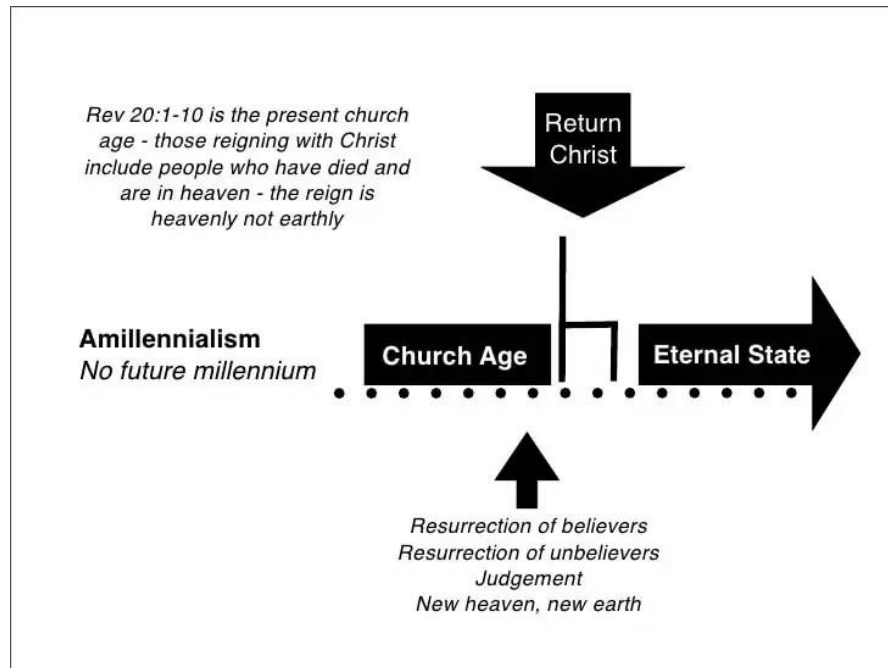 Rev 20:1-10 is the present church
age - those reigning with Christ
include people who have died and
are in heaven - the reign is
heavenly not earthly
Return
Christ
Amillennialism
No future millennium
Church Age
Eternal State
Resurrection of believers
Resurrection of unbelievers
Judgement
New heaven, new earth